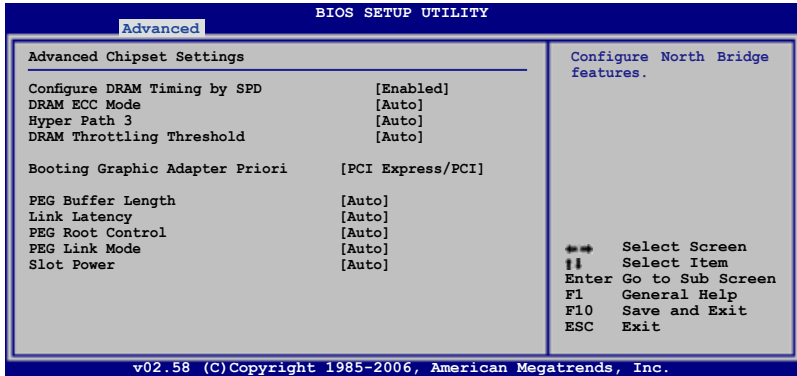 BIOS SETUP UTILITY
Advanced
Advanced Chipset Settings
Configure DRAM Timing by SPD [Enabled]
DRAM ECC Mode [Auto]
Hyper Path 3 [Auto]
DRAM Throttling Threshold [Auto]
Booting Graphic Adapter Priori [PCI Express/PCI]
PEG Buffer Length [Auto]
Link Latency [Auto]
PEG Root Control [Auto]
PEG Link Mode [Auto]
Slot Power [Auto]
Configure North Bridge
features.
←→ Select Screen
↑↓ Select Item
Enter Go to Sub Screen
F1 General Help
F10 Save and Exit
ESC Exit
v02.58 (C)Copyright 1985-2006, American Megatrends, Inc.